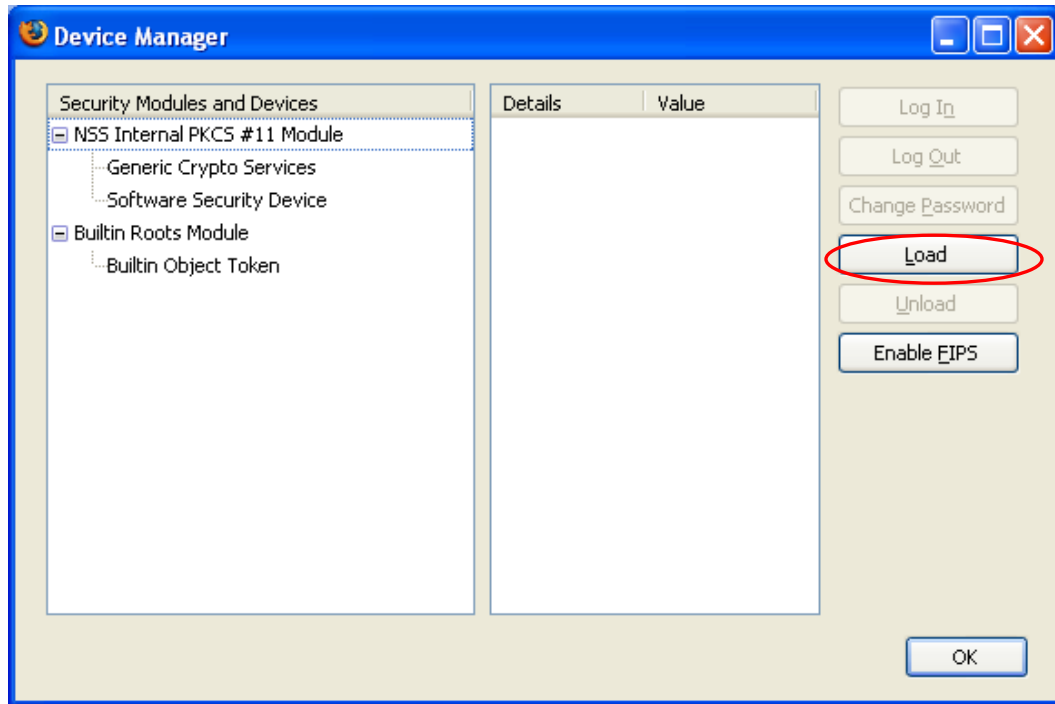 Device Manager
Security Modules and Devices
Details Value
NSS Internal PKCS #11 Module
Generic Crypto Services
Software Security Device
Builtin Roots Module
Builtin Object Token
Log In
Log Out
Change Password
Load
Unload
Enable FIPS
OK